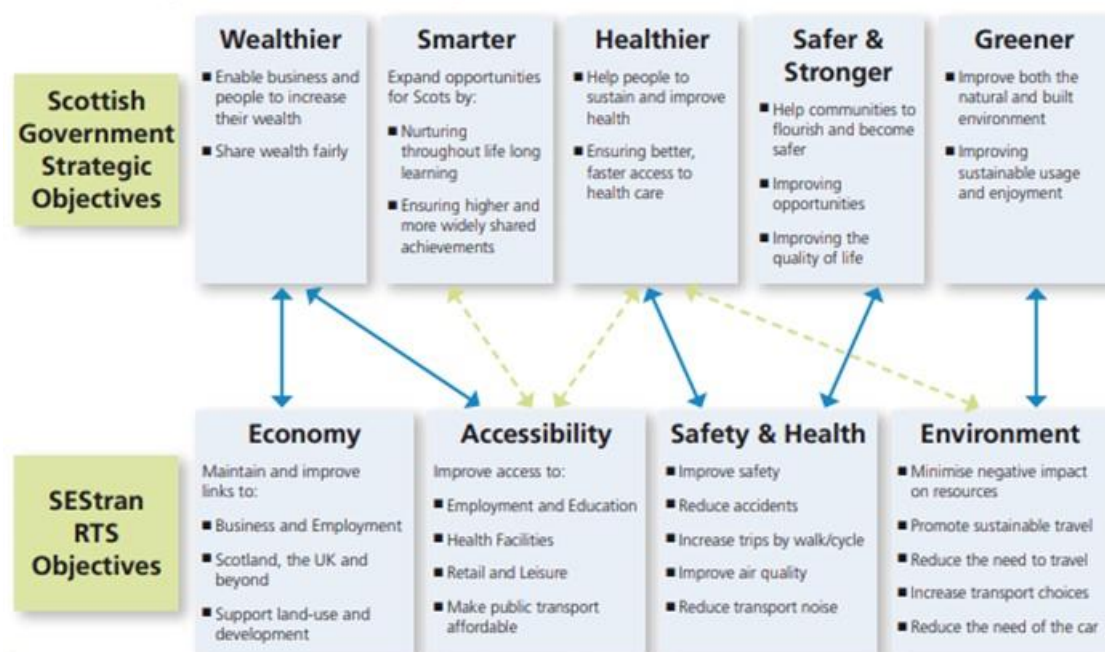 Scottish
Government
Strategic
Objectives
Wealthier
■ Enable business and
people to increase
their wealth
■ Share wealth fairly
Smarter
Expand opportunities
for Scots by:
■ Nurturing
throughout life long
learning
■ Ensuring higher and
more widely shared
achievements
Healthier
■ Help people to
sustain and improve
health
■ Ensuring better,
faster access to
health care
Safer &
Stronger
■ Help communities to
flourish and become
safer
■ Improving
opportunities
■ Improving the
quality of life
Greener
■ Improve both the
natural and built
environment
■ Improving
sustainable usage
and enjoyment
SEStran
RTS
Objectives
Economy
Maintain and improve
links to:
■ Business and Employment
■ Scotland, the UK and
beyond
■ Support land-use and
development
Accessibility
Improve access to:
■ Employment and Education
■ Health Facilities
■ Retail and Leisure
■ Make public transport
affordable
Safety & Health
■ Improve safety
■ Reduce accidents
■ Increase trips by walk/cycle
■ Improve air quality
■ Reduce transport noise
Environment
■ Minimise negative impact
on resources
■ Promote sustainable travel
■ Reduce the need to travel
■ Increase transport choices
■ Reduce the need of the car